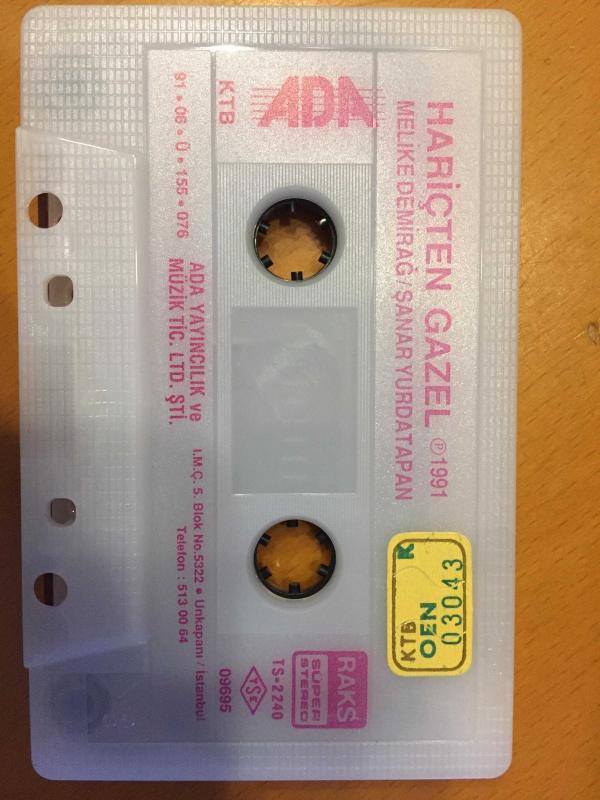 HARİÇTEN GAZEL ℗1991
MELİKE DEMİRAĞ / ŞANAR YURDATAPAN
KTB
OEN K
03043
ADA
KTB
RAKS
SUPER
STEREO
TS-2240
TSE
09695
91 • 06 • Ü • 155 • 076
ADA YAYINCILIK ve
MÜZİK TİC. LTD. ŞTİ.
I.M.Ç. 5. Blok No.5322 • Unkapanı / İstanbul
Telefon : 513 00 64